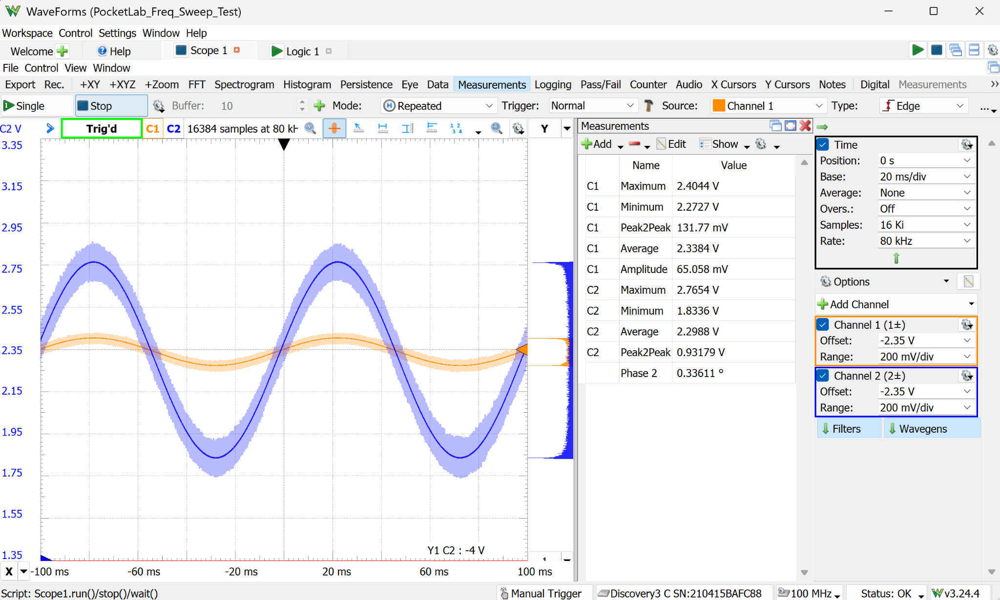 WaveForms (PocketLab_Freq_Sweep_Test)
Workspace Control Settings Window Help
Welcome Help Scope 1 Logic 1
File Control View Window
Export Rec. +XY +XYZ +Zoom FFT Spectrogram Histogram Persistence Eye Data Measurements Logging Pass/Fail Counter Audio X Cursors Y Cursors Notes Digital Measurements »
Single Stop Buffer: 10 Mode: Repeated Trigger: Normal Source: Channel 1 Type: Edge ...
C2 V Trig'd C1 C2 16384 samples at 80 kH Y
3.35
3.15
2.95
2.75
2.55
2.35
2.15
1.95
1.75
1.55
1.35
Y1 C2 : -4 V
1
X -100 ms -60 ms -20 ms 20 ms 60 ms 100 ms
Measurements
Add Edit Show
Name Value
C1 Maximum 2.4044 V
C1 Minimum 2.2727 V
C1 Peak2Peak 131.77 mV
C1 Average 2.3384 V
C1 Amplitude 65.058 mV
C2 Maximum 2.7654 V
C2 Minimum 1.8336 V
C2 Average 2.2988 V
C2 Peak2Peak 0.93179 V
Phase 2 0.33611 °
Time
Position: 0 s
Base: 20 ms/div
Average: None
Overs.: Off
Samples: 16 Ki
Rate: 80 kHz
Options
Add Channel
Channel 1 (1±)
Offset: -2.35 V
Range: 200 mV/div
Channel 2 (2±)
Offset: -2.35 V
Range: 200 mV/div
Filters Wavegens
Script: Scope1.run()/stop()/wait() Manual Trigger Discovery3 C SN:210415BAFC88 100 MHz Status: OK v3.24.4